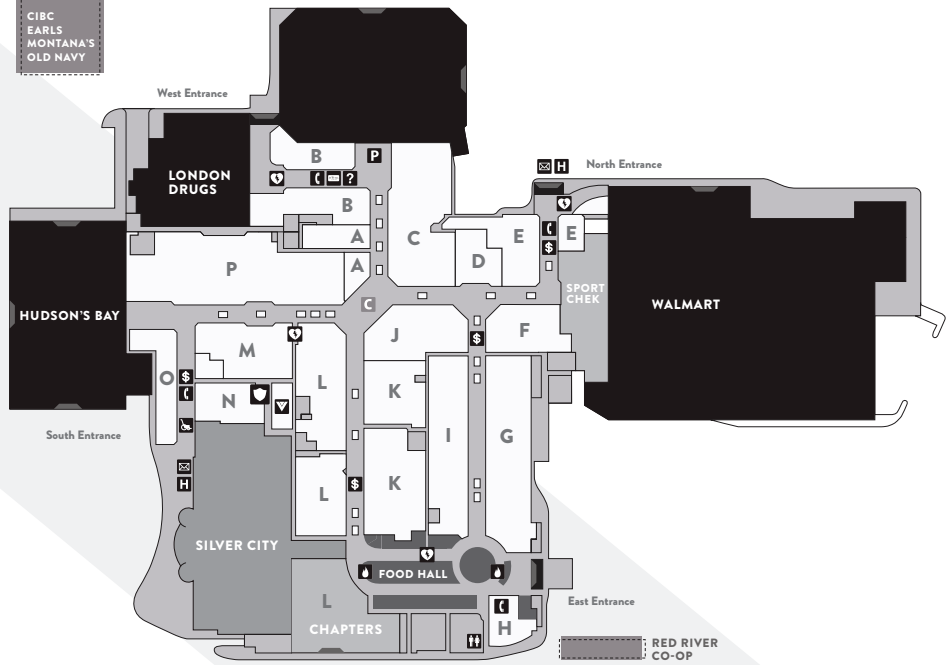 CIBC
EARLS
MONTANA'S
OLD NAVY
West Entrance
B
P
H
North Entrance
LONDON
DRUGS
?
B
A
C
E
E
$
A
D
P
SPORT
CHEK
C
WALMART
HUDSON'S BAY
J
F
$
M
O
$
L
K
N
South Entrance
I
G
H
L
$
K
SILVER CITY
FOOD HALL
East Entrance
L
CHAPTERS
H
RED RIVER
CO-OP